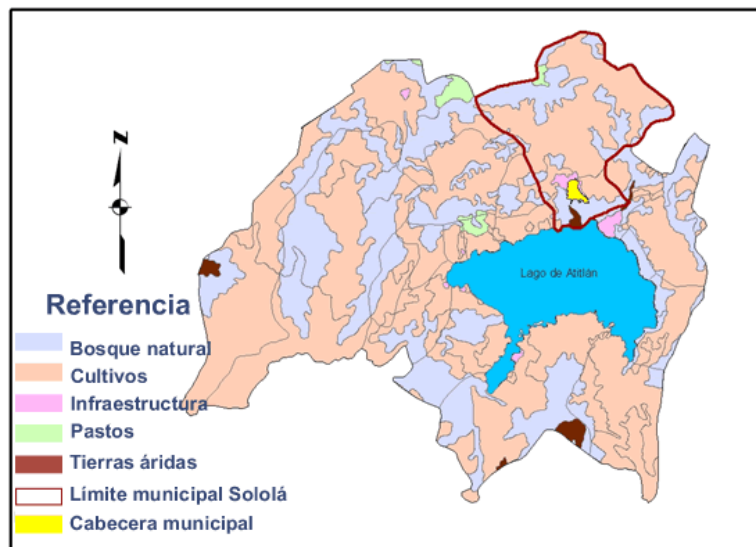 N
Lago de Atitlán
Referencia
Bosque natural
Cultivos
Infraestructura
Pastos
Tierras áridas
Límite municipal Sololá
Cabecera municipal